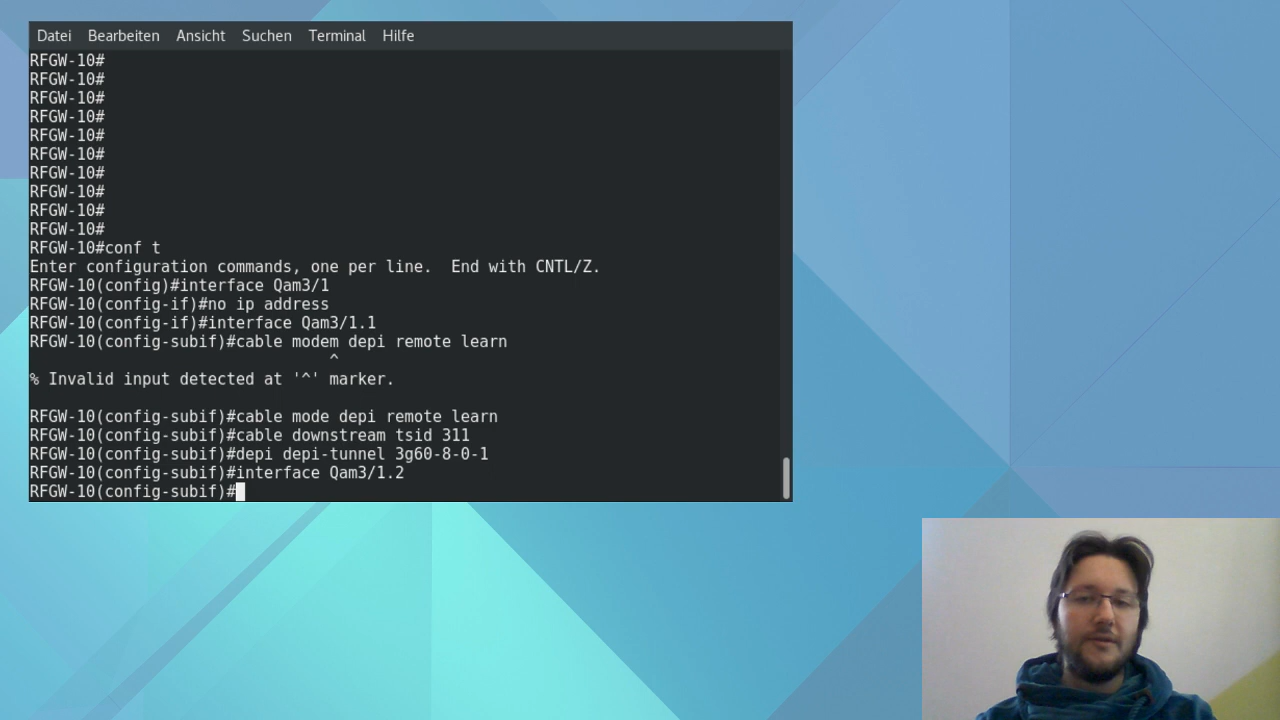 Datei Bearbeiten Ansicht Suchen Terminal Hilfe
RFGW-10#
RFGW-10#
RFGW-10#
RFGW-10#
RFGW-10#
RFGW-10#
RFGW-10#
RFGW-10#
RFGW-10#
RFGW-10#
RFGW-10#conf t
Enter configuration commands, one per line.  End with CNTL/Z.
RFGW-10(config)#interface Qam3/1
RFGW-10(config-if)#no ip address
RFGW-10(config-if)#interface Qam3/1.1
RFGW-10(config-subif)#cable modem depi remote learn
^
% Invalid input detected at '^' marker.
RFGW-10(config-subif)#cable mode depi remote learn
RFGW-10(config-subif)#cable downstream tsid 311
RFGW-10(config-subif)#depi depi-tunnel 3g60-8-0-1
RFGW-10(config-subif)#interface Qam3/1.2
RFGW-10(config-subif)#